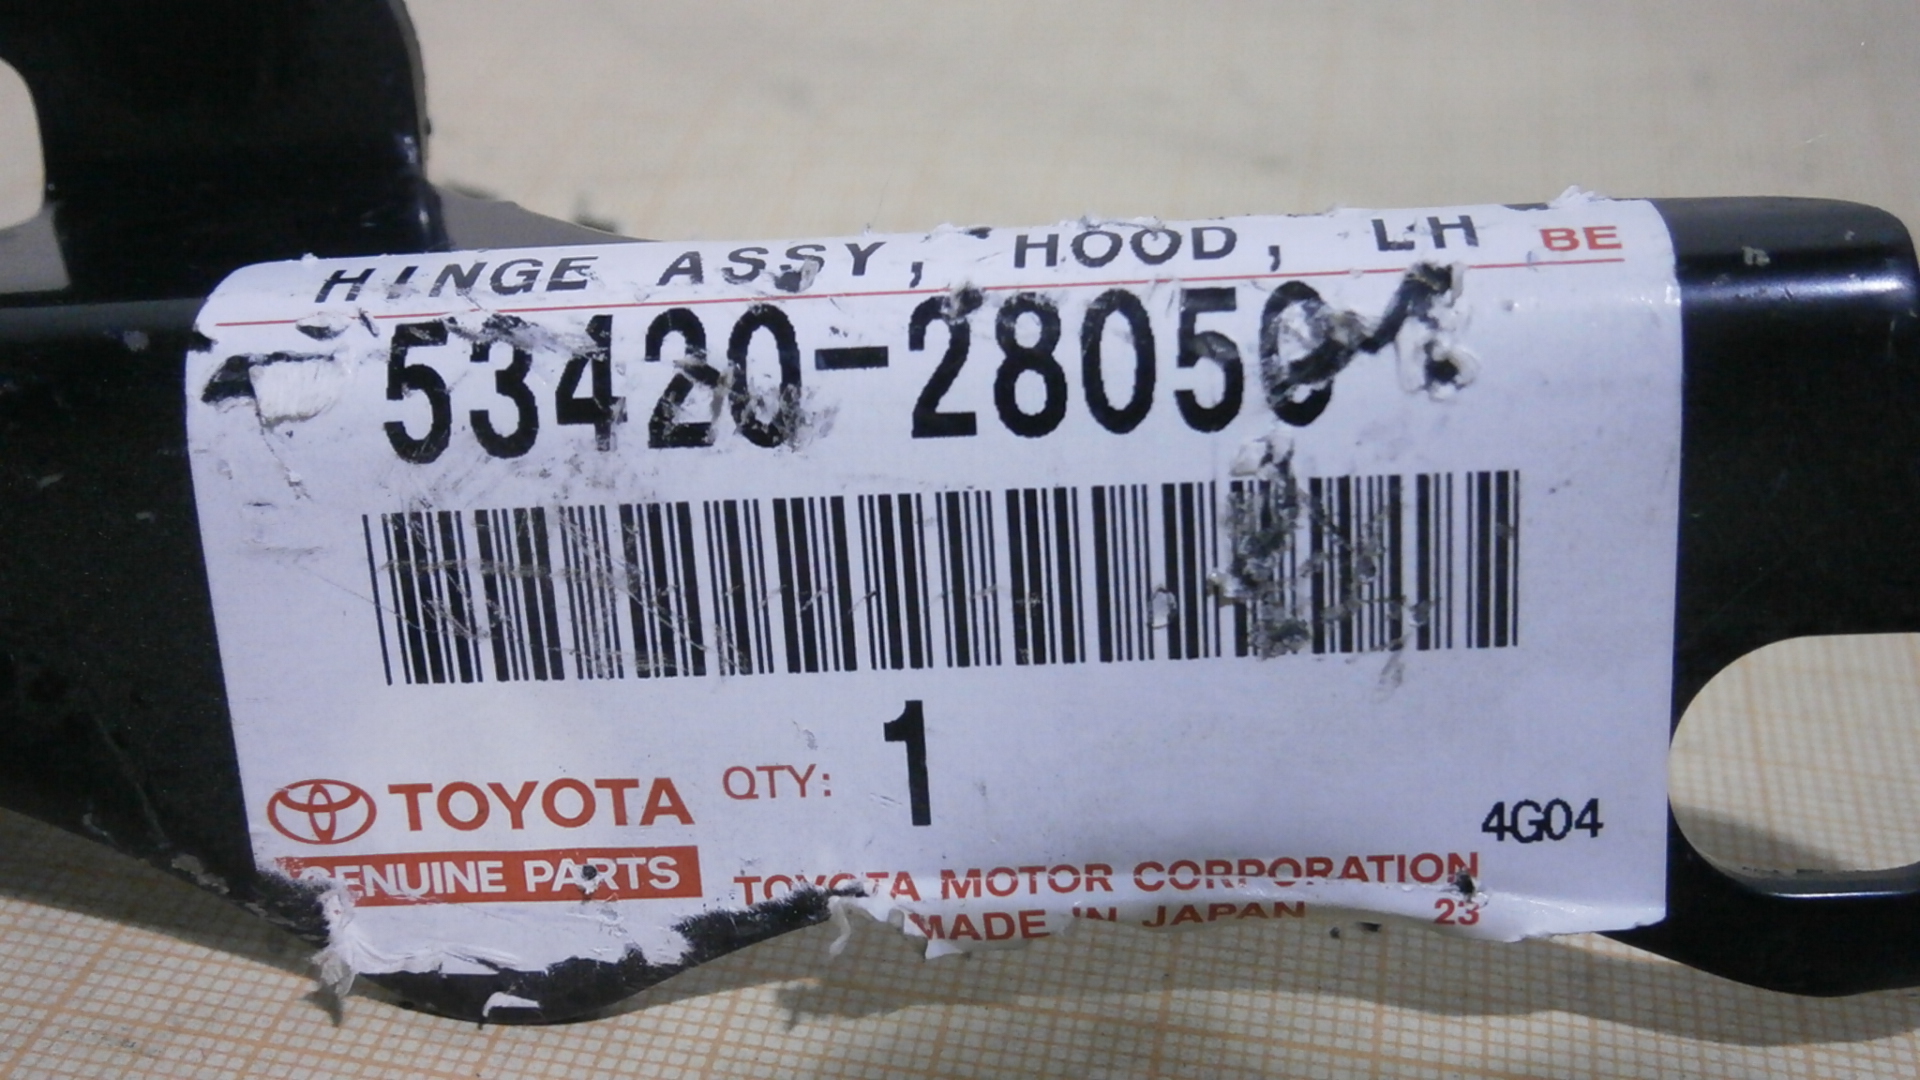 HINGE ASSY, HOOD, LH BE
53420-28050
QTY: 1
TOYOTA
4G04
GENUINE PARTS
TOYOTA MOTOR CORPORATION
MADE IN JAPAN 23